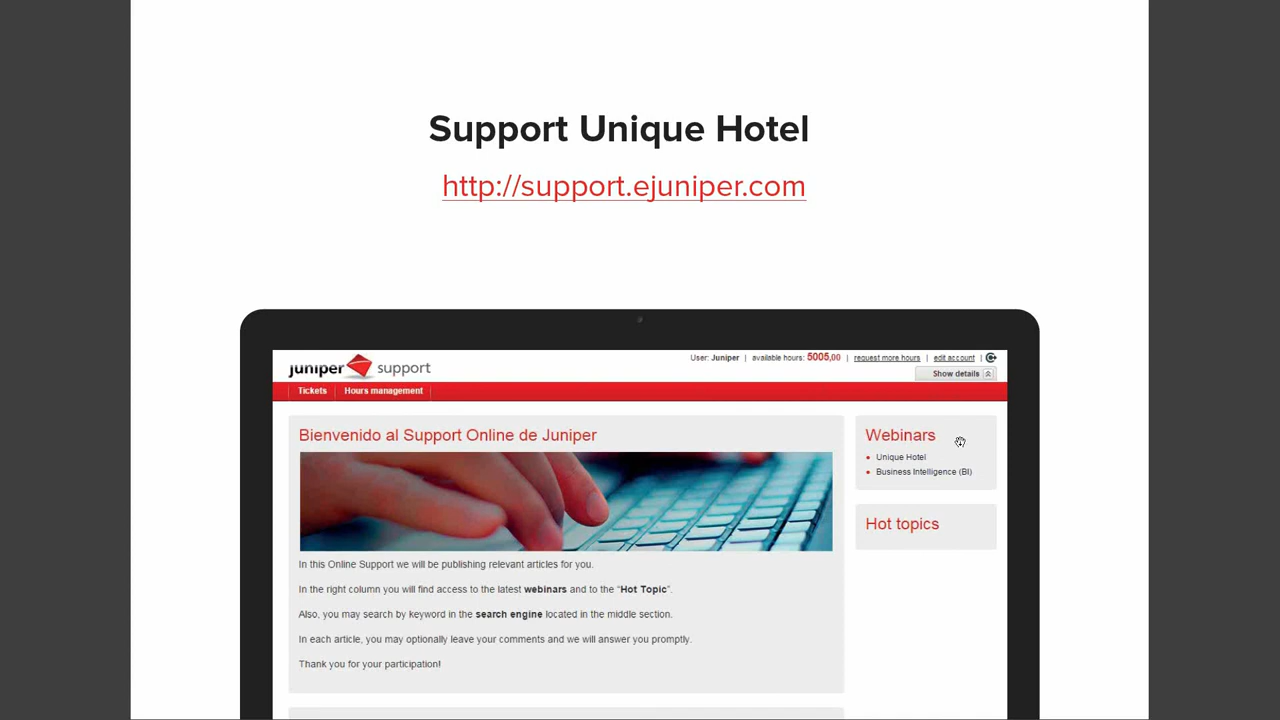 Support Unique Hotel
http://support.ejuniper.com
juniper support
User: Juniper | available hours: 5005,00 | request more hours | edit account |
Show details
Tickets | Hours management |
Bienvenido al Support Online de Juniper
In this Online Support we will be publishing relevant articles for you.
In the right column you will find access to the latest webinars and to the "Hot Topic".
Also, you may search by keyword in the search engine located in the middle section.
In each article, you may optionally leave your comments and we will answer you promptly.
Thank you for your participation!
Webinars
Unique Hotel
Business Intelligence (BI)
Hot topics